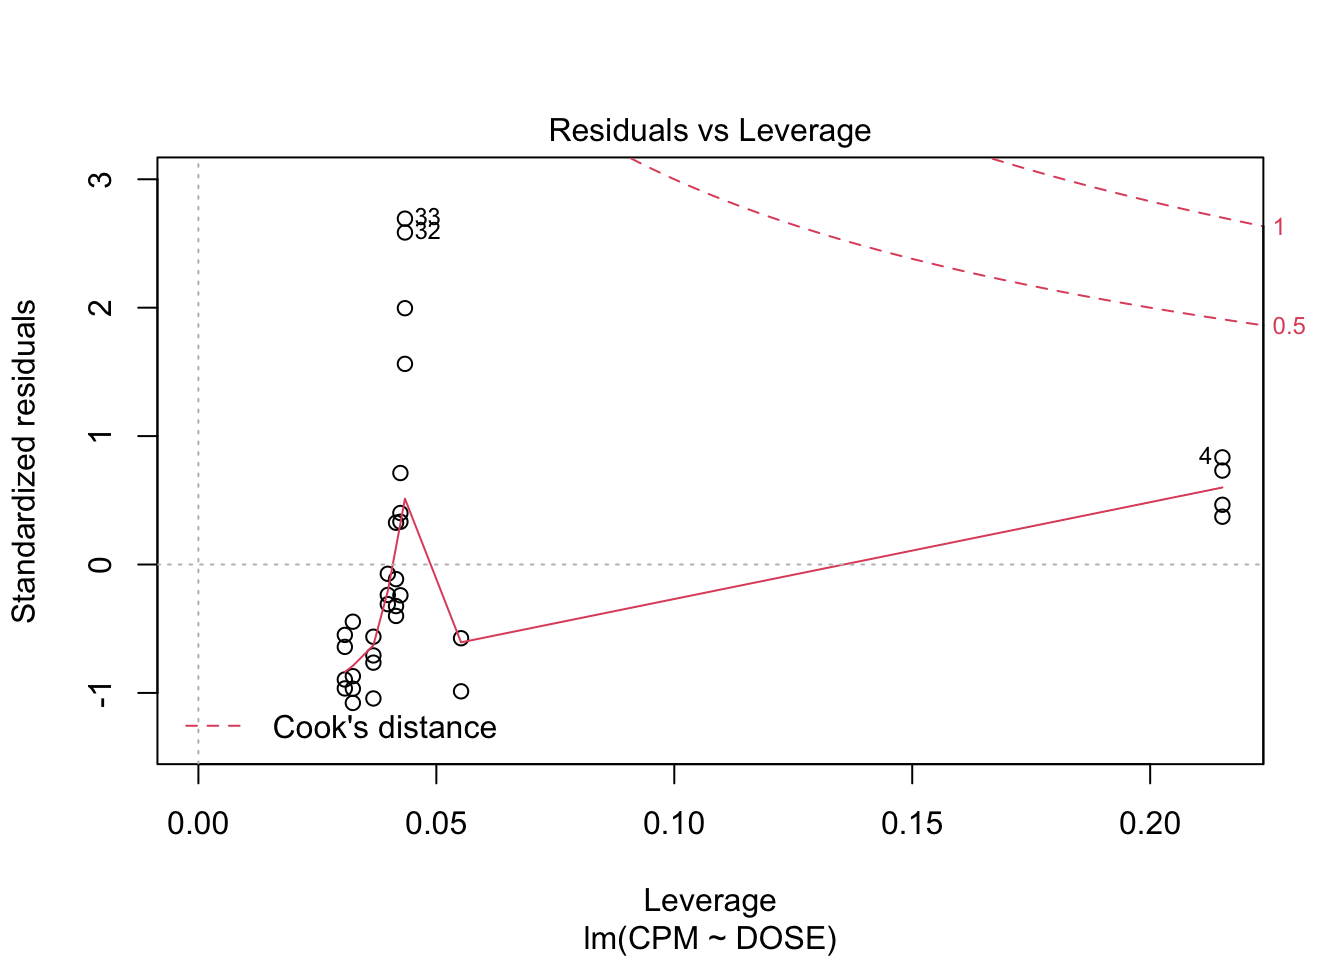 Residuals vs Leverage
Standardized residuals
3
2
1
0
-1
33
32
4
1
0.5
Cook's distance
0.00 0.05 0.10 0.15 0.20
Leverage
lm(CPM ~ DOSE)